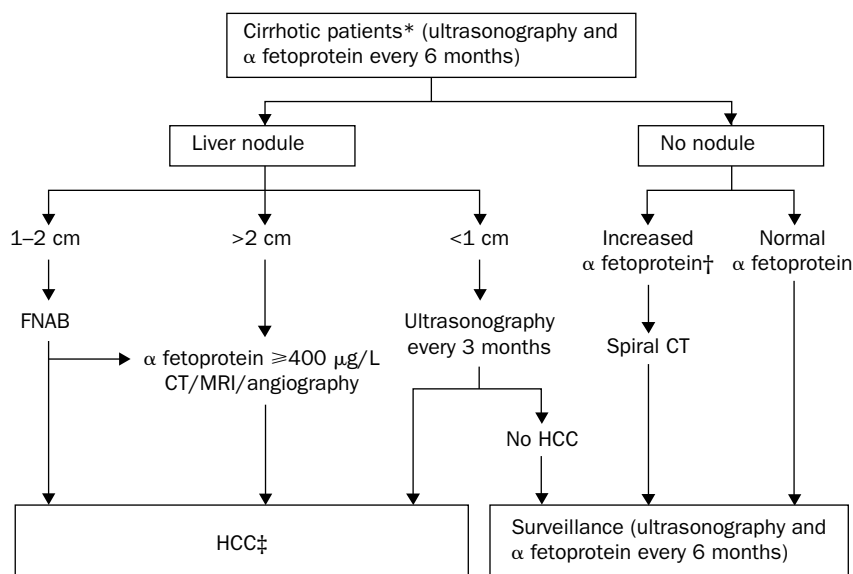 Cirrhotic patients* (ultrasonography and
α fetoprotein every 6 months)
Liver nodule
No nodule
1–2 cm
>2 cm
<1 cm
Increased
α fetoprotein†
Normal
α fetoprotein
FNAB
α fetoprotein ⩾400 μg/L
CT/MRI/angiography
Ultrasonography
every 3 months
Spiral CT
No HCC
HCC‡
Surveillance (ultrasonography and
α fetoprotein every 6 months)